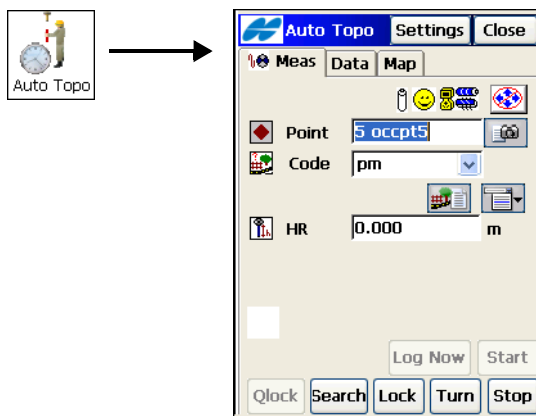 Auto Topo
Auto Topo Settings Close
Meas Data Map
Point 5 occpt5
Code pm
HR 0.000 m
Log Now Start
Qlock Search Lock Turn Stop